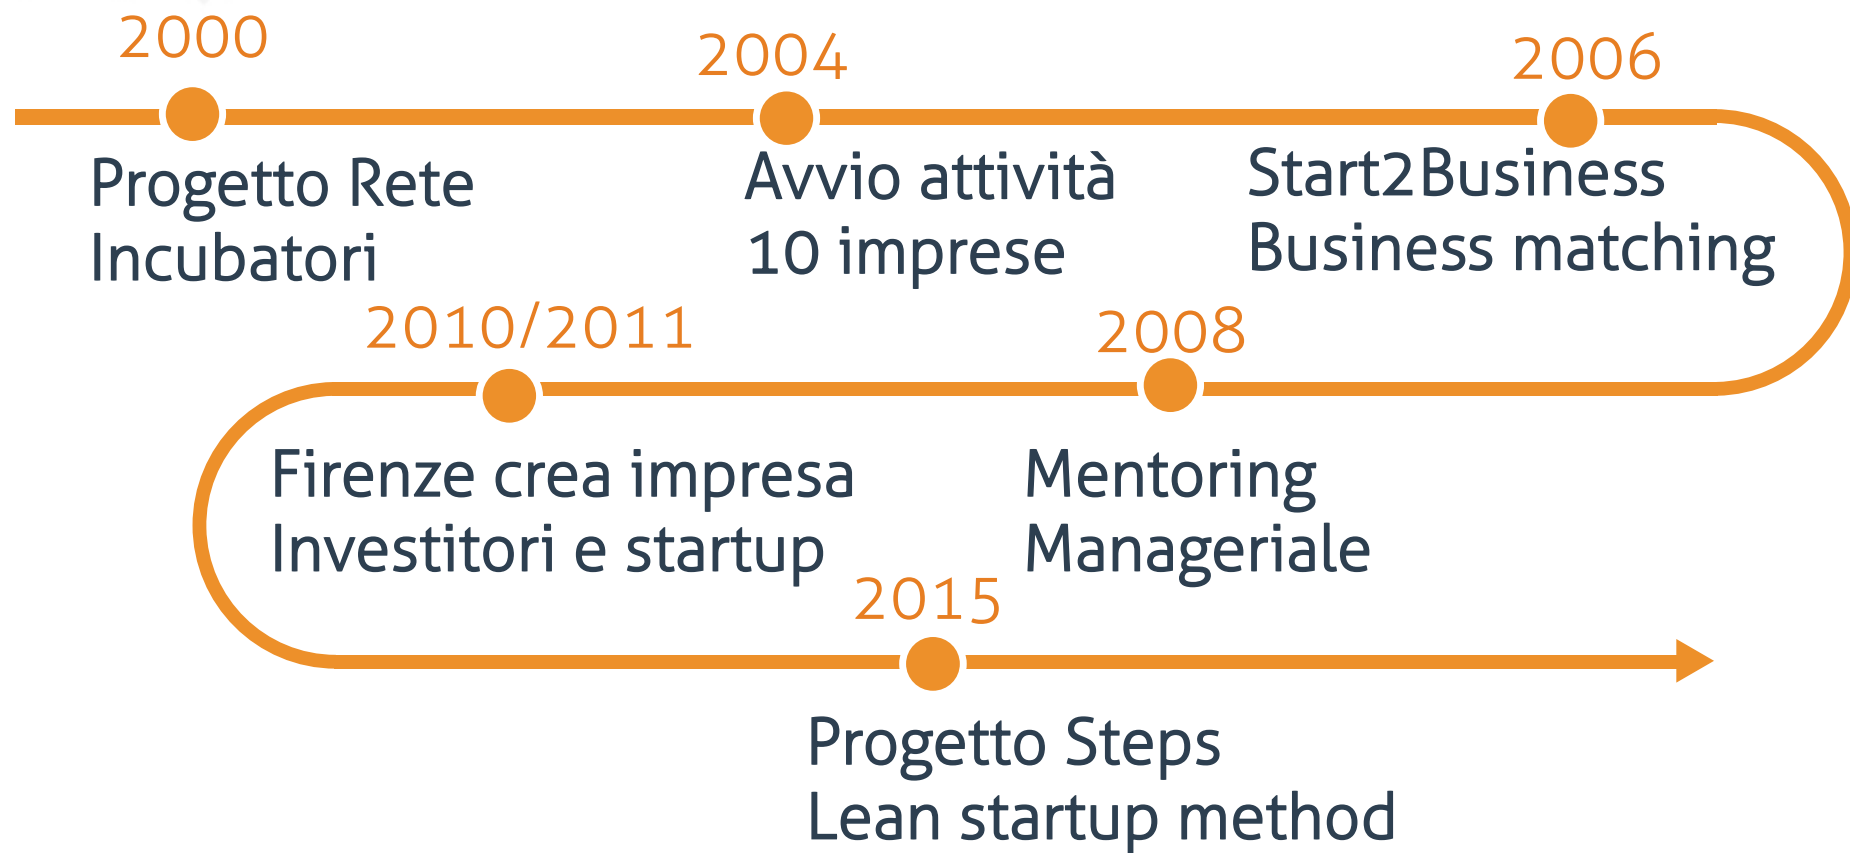 2000
Progetto Rete
Incubatori
2004
Avvio attività
10 imprese
2006
Start2Business
Business matching
2008
Mentoring
Manageriale
2010/2011
Firenze crea impresa
Investitori e startup
2015
Progetto Steps
Lean startup method